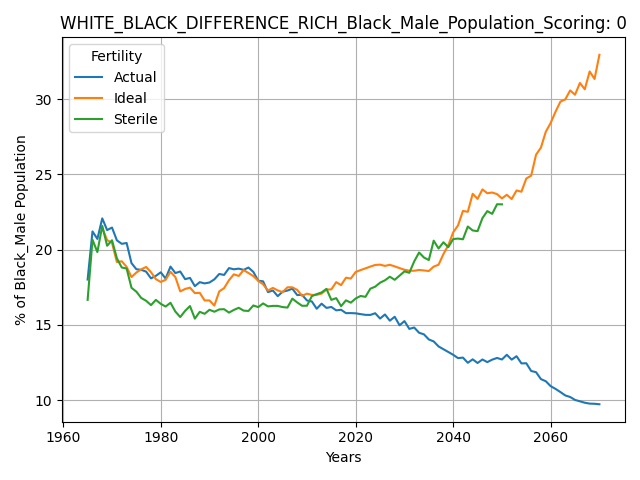 WHITE_BLACK_DIFFERENCE_RICH_Black_Male_Population_Scoring: 0
Fertility
Actual
Ideal
Sterile
% of Black_Male Population
30
25
20
15
10
1960
1980
2000
2020
2040
2060
Years